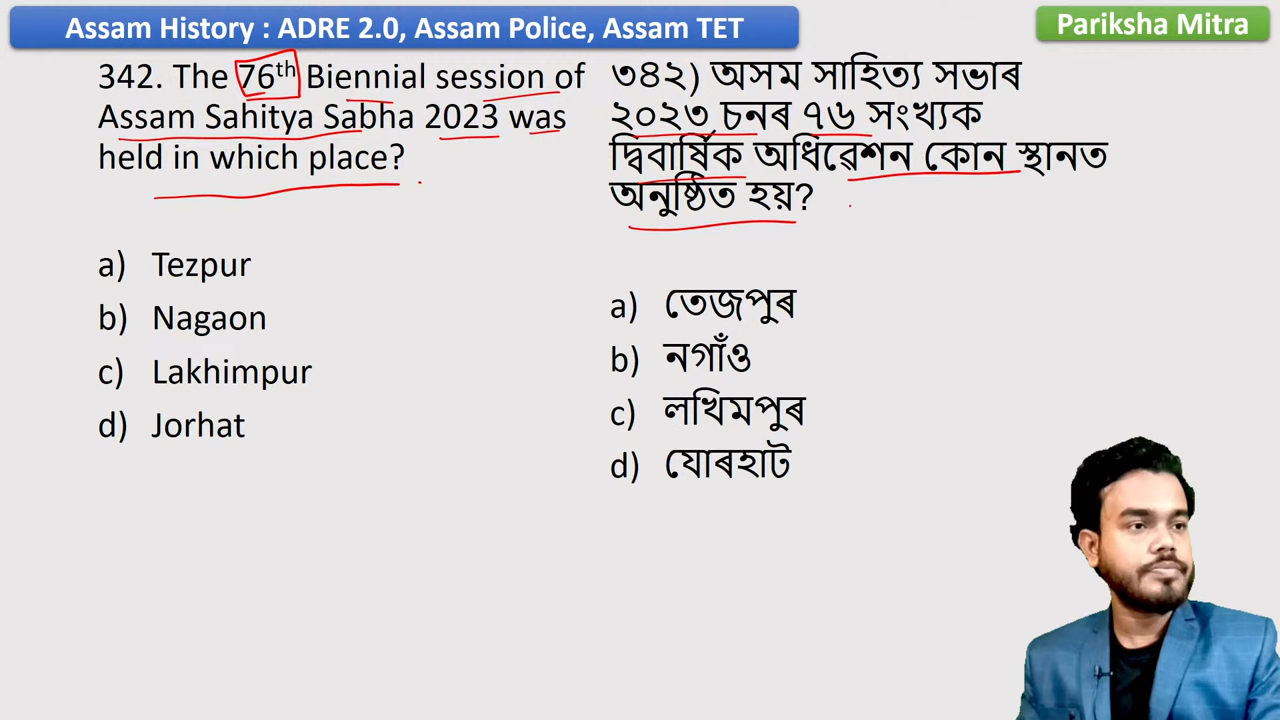 Assam History : ADRE 2.0, Assam Police, Assam TET
Pariksha Mitra
342. The 76th Biennial session of
Assam Sahitya Sabha 2023 was
held in which place?
a) Tezpur
b) Nagaon
c) Lakhimpur
d) Jorhat
৩৪২) অসম সাহিত্য সভাৰ
২০২৩ চনৰ ৭৬ সংখ্যক
দ্বিবাৰ্ষিক অধিৱেশন কোন স্থানত
অনুষ্ঠিত হয়?
a) তেজপুৰ
b) নগাঁও
c) লখিমপুৰ
d) যোৰহাট